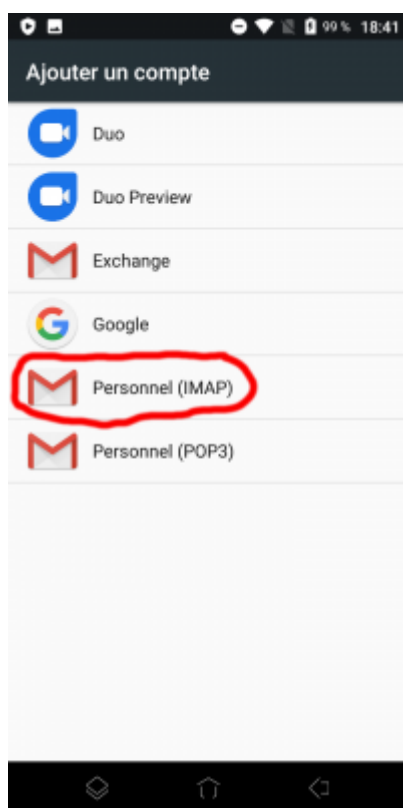 99 % 18:41
Ajouter un compte
Duo
Duo Preview
Exchange
Google
Personnel (IMAP)
Personnel (POP3)